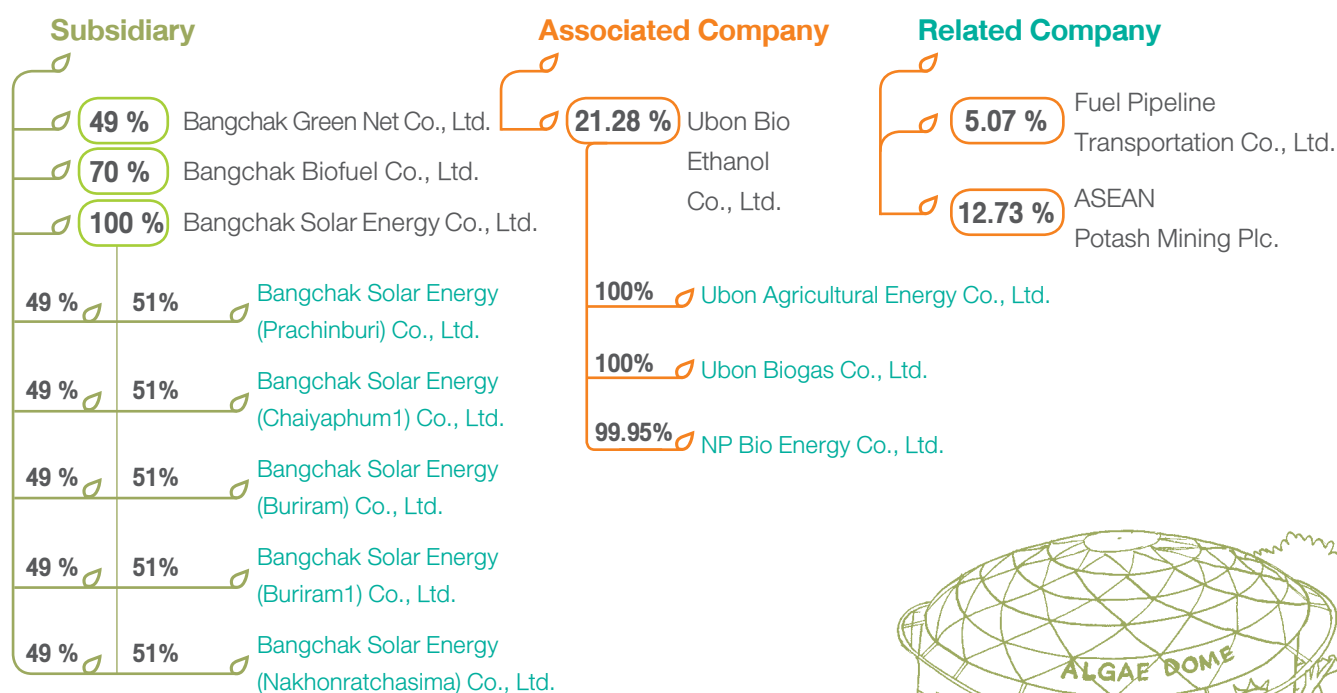 Subsidiary
49 % Bangchak Green Net Co., Ltd.
70 % Bangchak Biofuel Co., Ltd.
100 % Bangchak Solar Energy Co., Ltd.
49 % 51% Bangchak Solar Energy
(Prachinburi) Co., Ltd.
49 % 51% Bangchak Solar Energy
(Chaiyaphum1) Co., Ltd.
49 % 51% Bangchak Solar Energy
(Buriram) Co., Ltd.
49 % 51% Bangchak Solar Energy
(Buriram1) Co., Ltd.
49 % 51% Bangchak Solar Energy
(Nakhonratchasima) Co., Ltd.
Associated Company
21.28 % Ubon Bio
Ethanol
Co., Ltd.
100% Ubon Agricultural Energy Co., Ltd.
100% Ubon Biogas Co., Ltd.
99.95% NP Bio Energy Co., Ltd.
Related Company
5.07 % Fuel Pipeline
Transportation Co., Ltd.
12.73 % ASEAN
Potash Mining Plc.
ALGAE DOME